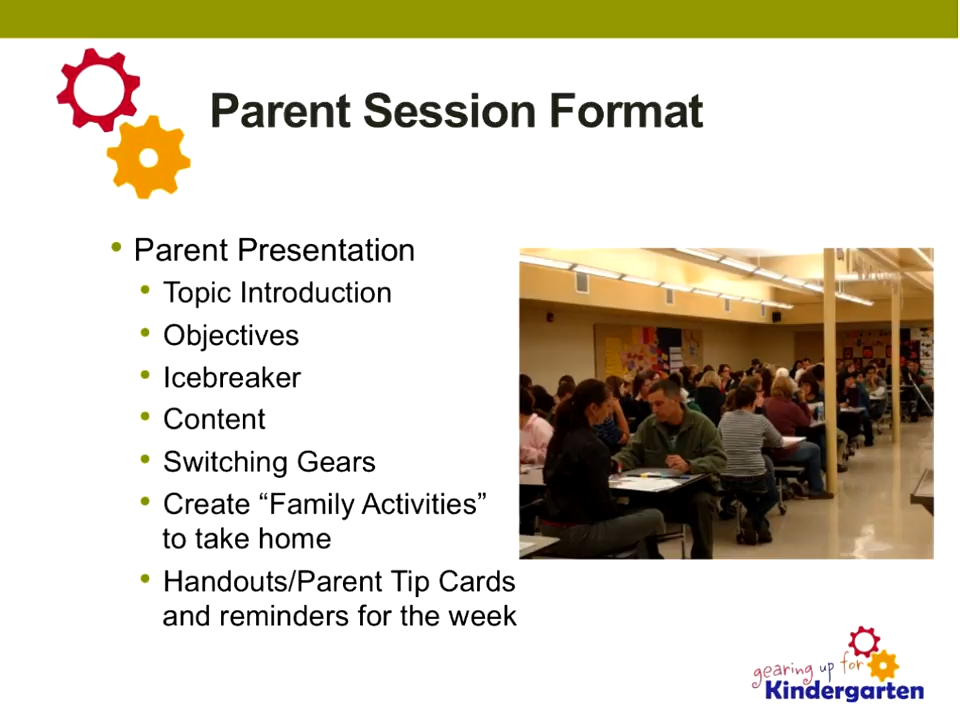 Parent Session Format
• Parent Presentation
• Topic Introduction
• Objectives
• Icebreaker
• Content
• Switching Gears
• Create “Family Activities”
to take home
• Handouts/Parent Tip Cards
and reminders for the week
gearing up for
Kindergarten